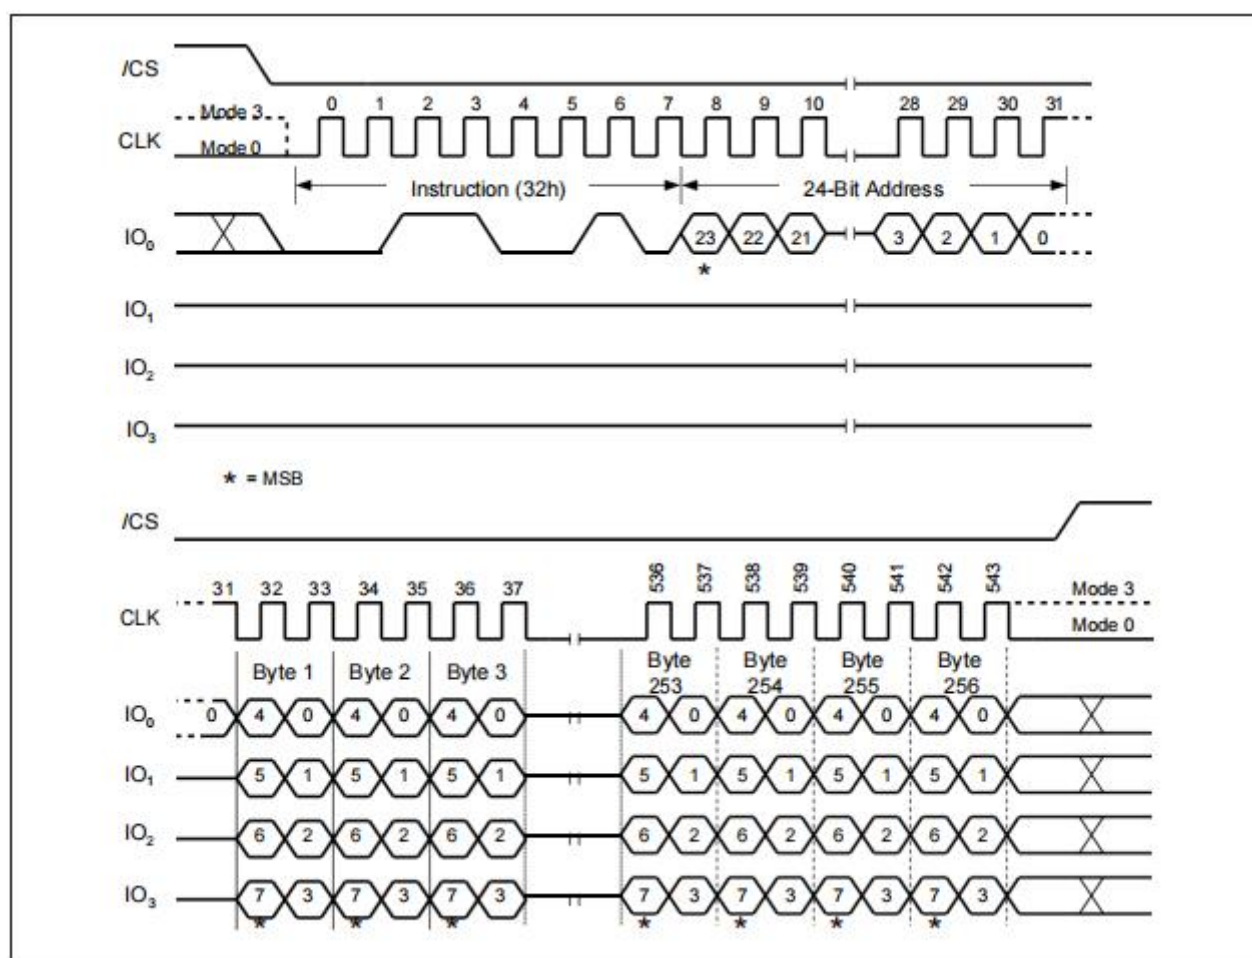 /CS
Mode 3
0 1 2 3 4 5 6 7 8 9 10 28 29 30 31
CLK
Mode 0
Instruction (32h) 24-Bit Address
IO0 23 22 21 3 2 1 0
*
IO1
IO2
IO3
* = MSB
/CS
31 32 33 34 35 36 37 536 537 538 539 540 541 542 543
Mode 3
CLK
Mode 0
Byte 1 Byte 2 Byte 3 Byte 253 Byte 254 Byte 255 Byte 256
IO0 0 4 0 4 0 4 0 4 0 4 0 4 0 4 0
IO1 5 1 5 1 5 1 5 1 5 1 5 1 5 1
IO2 6 2 6 2 6 2 6 2 6 2 6 2 6 2
IO3 7 3 7 3 7 3 7 3 7 3 7 3 7 3
* * * * * * *